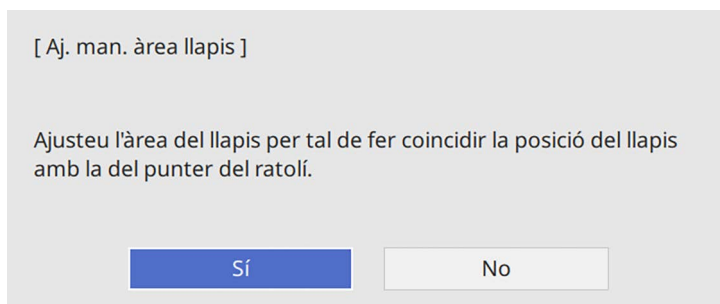 [ Aj. man. àrea llapis ]
Ajusteu l'àrea del llapis per tal de fer coincidir la posició del llapis
amb la del punter del ratolí.
Sí
No